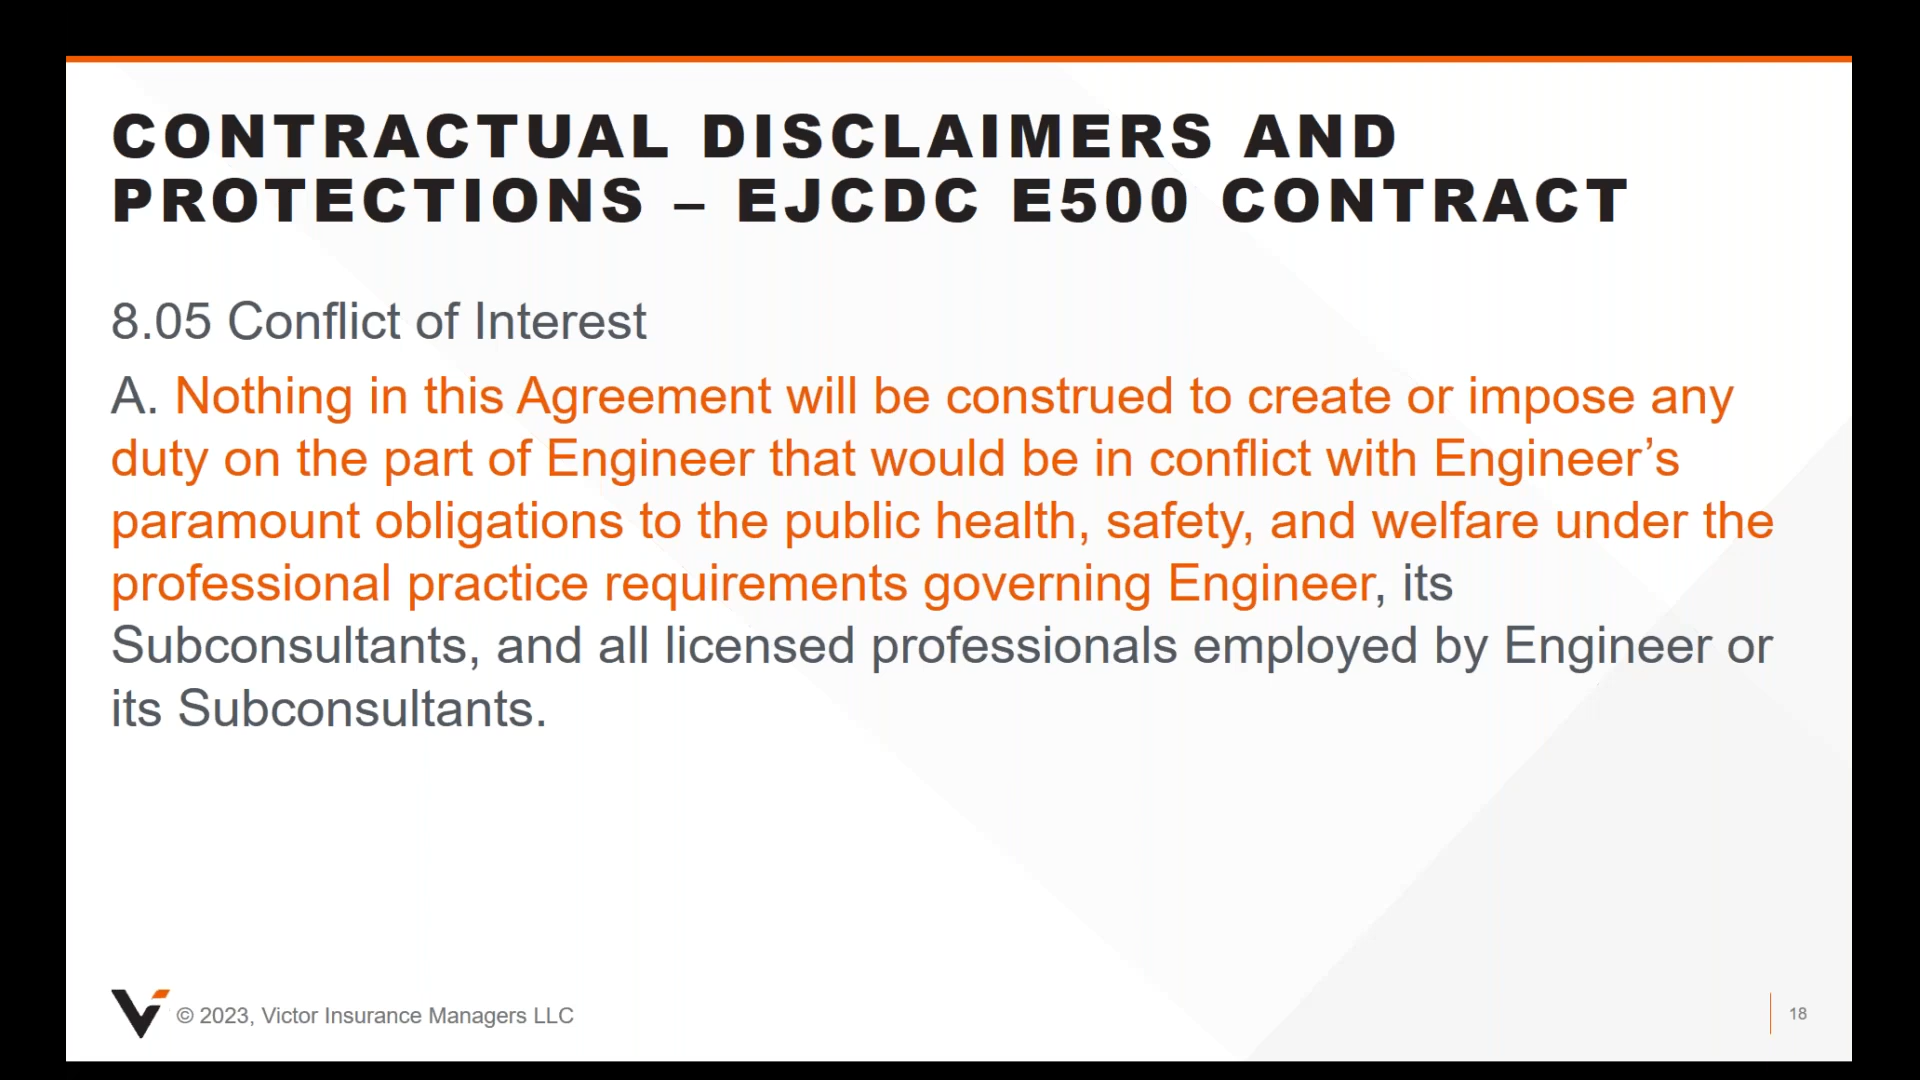 CONTRACTUAL DISCLAIMERS AND
PROTECTIONS – EJCDC E500 CONTRACT
8.05 Conflict of Interest
A. Nothing in this Agreement will be construed to create or impose any
duty on the part of Engineer that would be in conflict with Engineer’s
paramount obligations to the public health, safety, and welfare under the
professional practice requirements governing Engineer, its
Subconsultants, and all licensed professionals employed by Engineer or
its Subconsultants.
© 2023, Victor Insurance Managers LLC
18